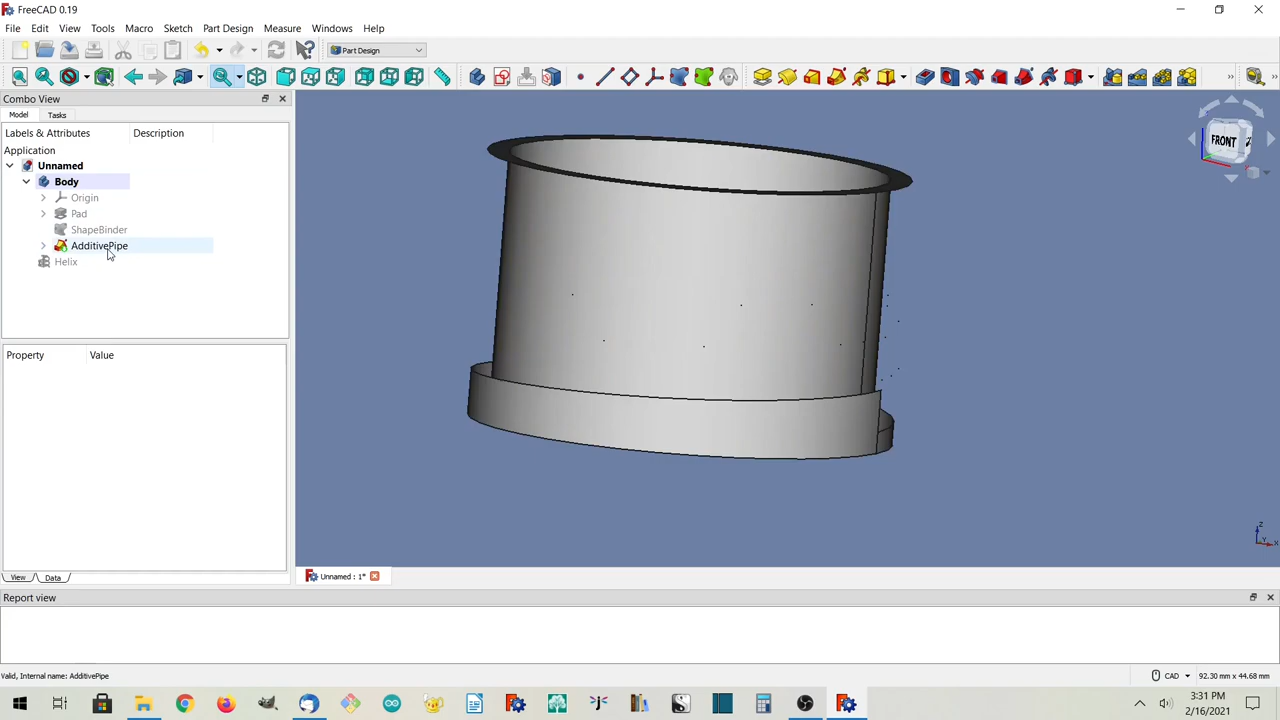 FreeCAD 0.19
File Edit View Tools Macro Sketch Part Design Measure Windows Help
Part Design
Combo View
Model Tasks
Labels & Attributes Description
Application
Unnamed
Body
Origin
Pad
ShapeBinder
AdditivePipe
Helix
FRONT
Property Value
Z
X
Y
View Data
Unnamed : 1*
Report view
Valid, Internal name: AdditivePipe
CAD
92.30 mm x 44.68 mm
3:31 PM
2/16/2021